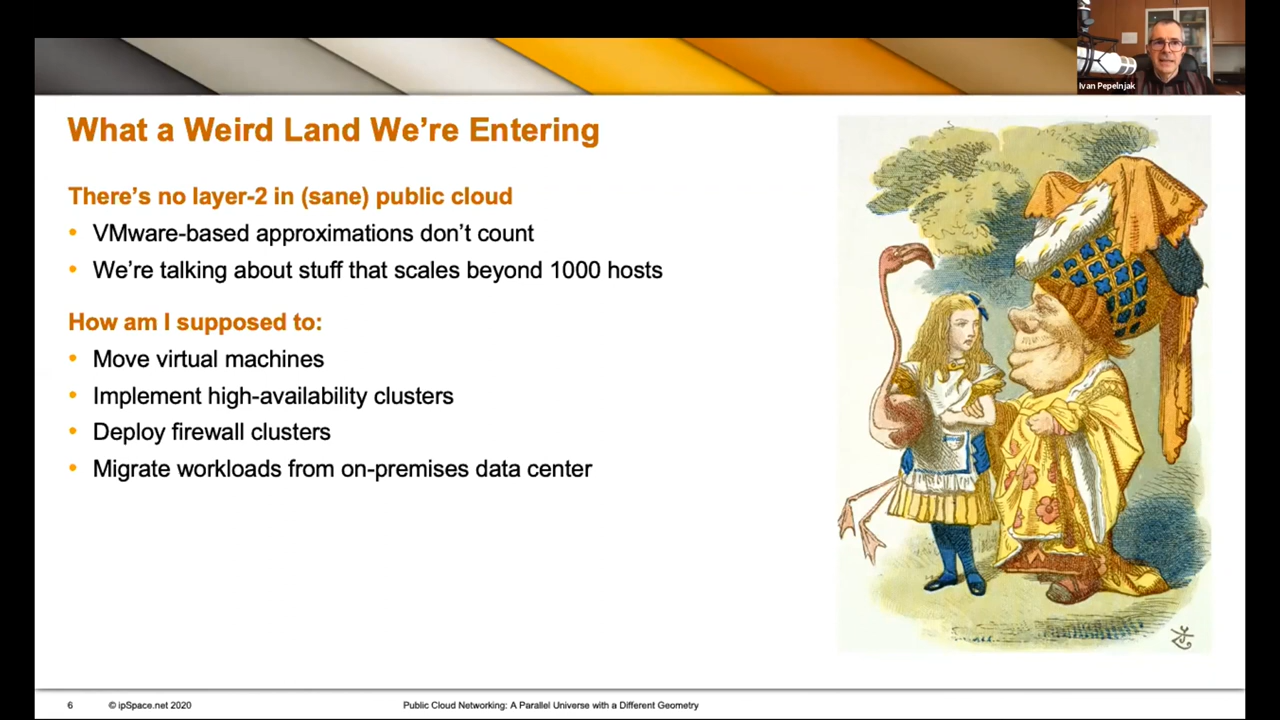 Ivan Pepelnjak
What a Weird Land We're Entering
There's no layer-2 in (sane) public cloud
• VMware-based approximations don't count
• We're talking about stuff that scales beyond 1000 hosts
How am I supposed to:
• Move virtual machines
• Implement high-availability clusters
• Deploy firewall clusters
• Migrate workloads from on-premises data center
6 © ipSpace.net 2020 Public Cloud Networking: A Parallel Universe with a Different Geometry